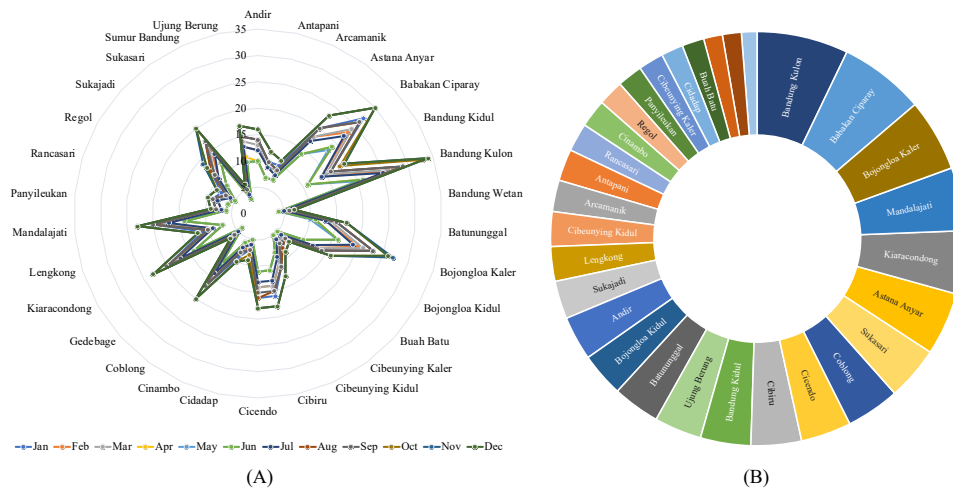 Andir
Antapani
Arcamanik
Astana Anyar
Babakan Ciparay
Bandung Kidul
Bandung Kulon
Bandung Wetan
Batununggal
Bojongloa Kaler
Bojongloa Kidul
Buah Batu
Cibeunying Kaler
Cibeunying Kidul
Cibiru
Cicendo
Cidadap
Cinambo
Coblong
Gedebage
Kiaracondong
Lengkong
Mandalajati
Panyileukan
Rancasari
Regol
Sukajadi
Sukasari
Sumur Bandung
Ujung Berung
35
30
25
20
15
10
5
0
Jan Feb Mar Apr May Jun Jul Aug Sep Oct Nov Dec
(A)
Bandung Kulon
Babakan Ciparay
Bojongloa Kaler
Mandalajati
Kiaracondong
Astana Anyar
Sukasari
Coblong
Cicendo
Cibiru
Bandung Kidul
Ujung Berung
Batununggal
Bojongloa Kidul
Andir
Sukajadi
Lengkong
Cibeunying Kidul
Arcamanik
Antapani
Rancasari
Cinambo
Regol
Panyileukan
Cibeunying Kaler
Cidadap
Buah Batu
(B)